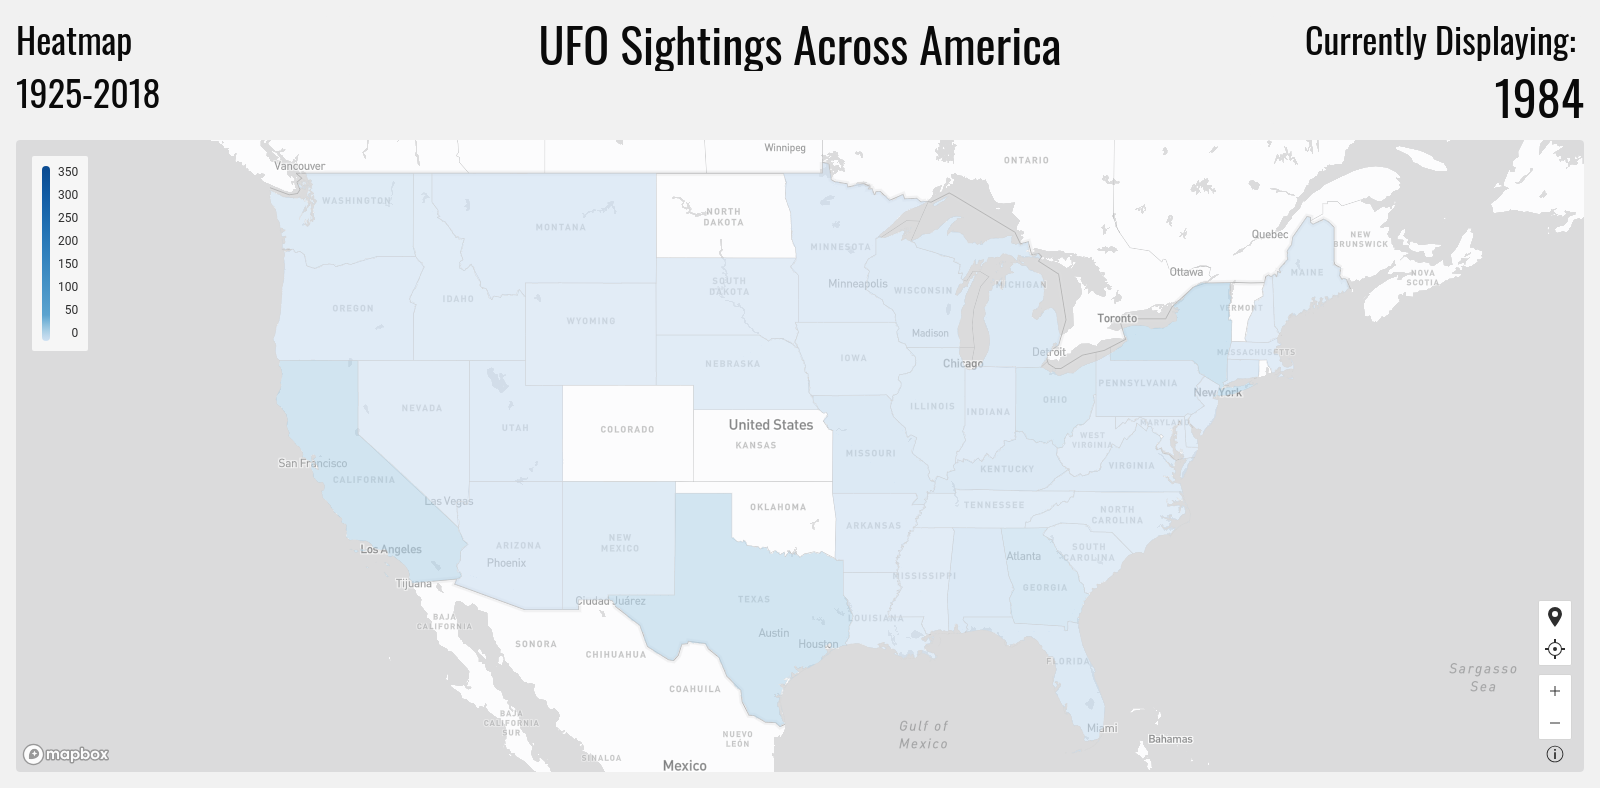 Heatmap
1925-2018
UFO Sightings Across America
Currently Displaying:
1984
350
300
250
200
150
100
50
0
Vancouver
Winnipeg
ONTARIO
WASHINGTON
MONTANA
NORTH
DAKOTA
MINNESOTA
Quebec
NEW
BRUNSWICK
Ottawa
MAINE
NOVA
SCOTIA
OREGON
IDAHO
SOUTH
DAKOTA
Minneapolis
WISCONSIN
MICHIGAN
WYOMING
Toronto
VERMONT
Madison
Detroit
MASSACHUSETTS
NEBRASKA
IOWA
Chicago
NEVADA
UTAH
COLORADO
United States
KANSAS
ILLINOIS
INDIANA
OHIO
PENNSYLVANIA
New York
MARYLAND
WEST
VIRGINIA
San Francisco
CALIFORNIA
MISSOURI
KENTUCKY
VIRGINIA
Las Vegas
OKLAHOMA
TENNESSEE
NORTH
CAROLINA
Los Angeles
ARIZONA
Phoenix
NEW
MEXICO
ARKANSAS
Atlanta
SOUTH
CAROLINA
Tijuana
MISSISSIPPI
GEORGIA
Ciudad Juárez
TEXAS
BAJA
CALIFORNIA
LOUISIANA
Austin
Houston
SONORA
CHIHUAHUA
FLORIDA
COAHUILA
Sargasso
Sea
BAJA
CALIFORNIA
SUR
Gulf of
Mexico
Miami
Bahamas
NUEVO
LEÓN
SINALOA
Mexico
mapbox
+
−